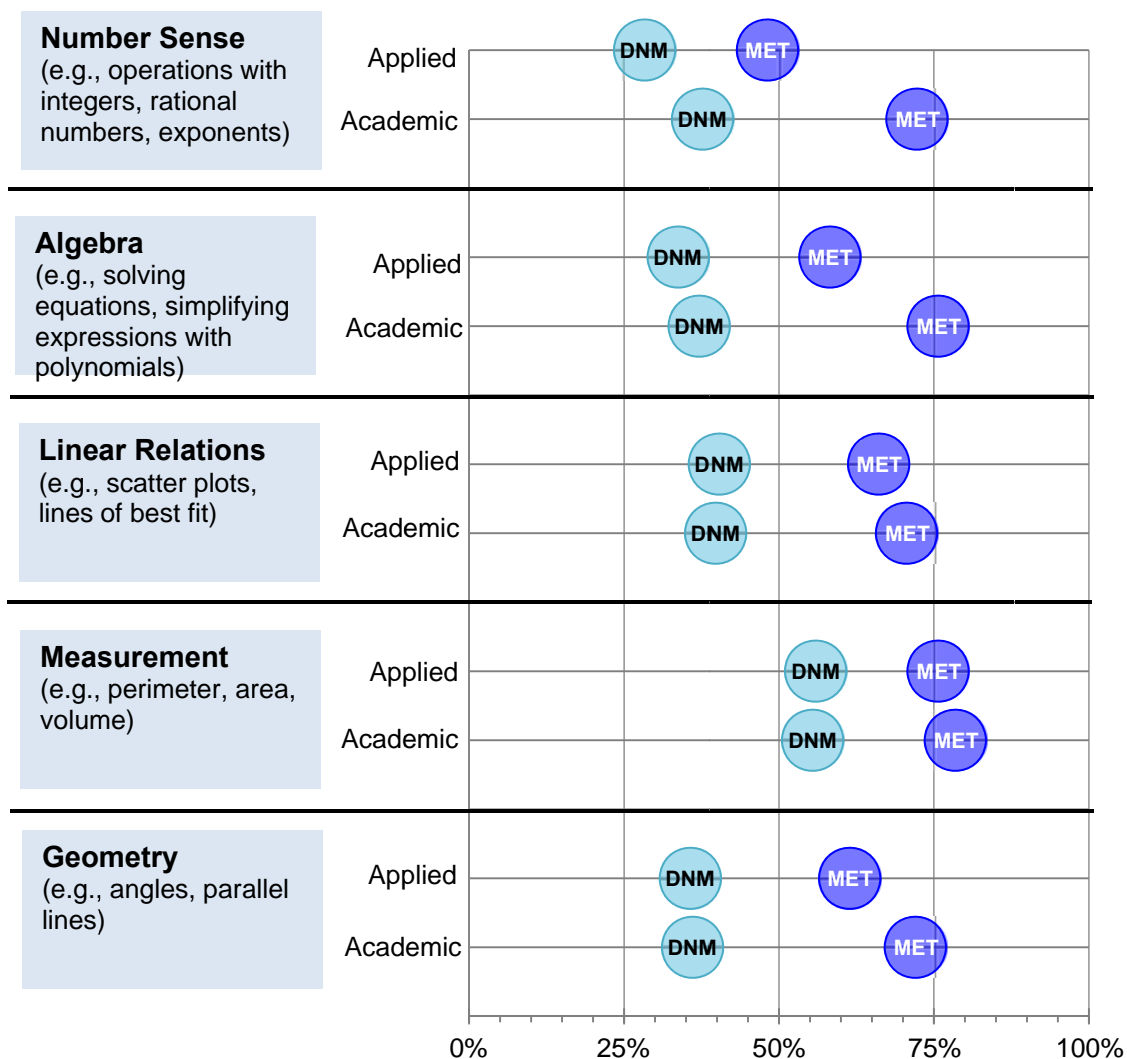 Number Sense
(e.g., operations with
integers, rational
numbers, exponents)
Applied
DNM MET
Academic
DNM MET
Algebra
(e.g., solving
equations, simplifying
expressions with
polynomials)
Applied
DNM MET
Academic
DNM MET
Linear Relations
(e.g., scatter plots,
lines of best fit)
Applied
DNM MET
Academic
DNM MET
Measurement
(e.g., perimeter, area,
volume)
Applied
DNM MET
Academic
DNM MET
Geometry
(e.g., angles, parallel
lines)
Applied
DNM MET
Academic
DNM MET
0% 25% 50% 75% 100%